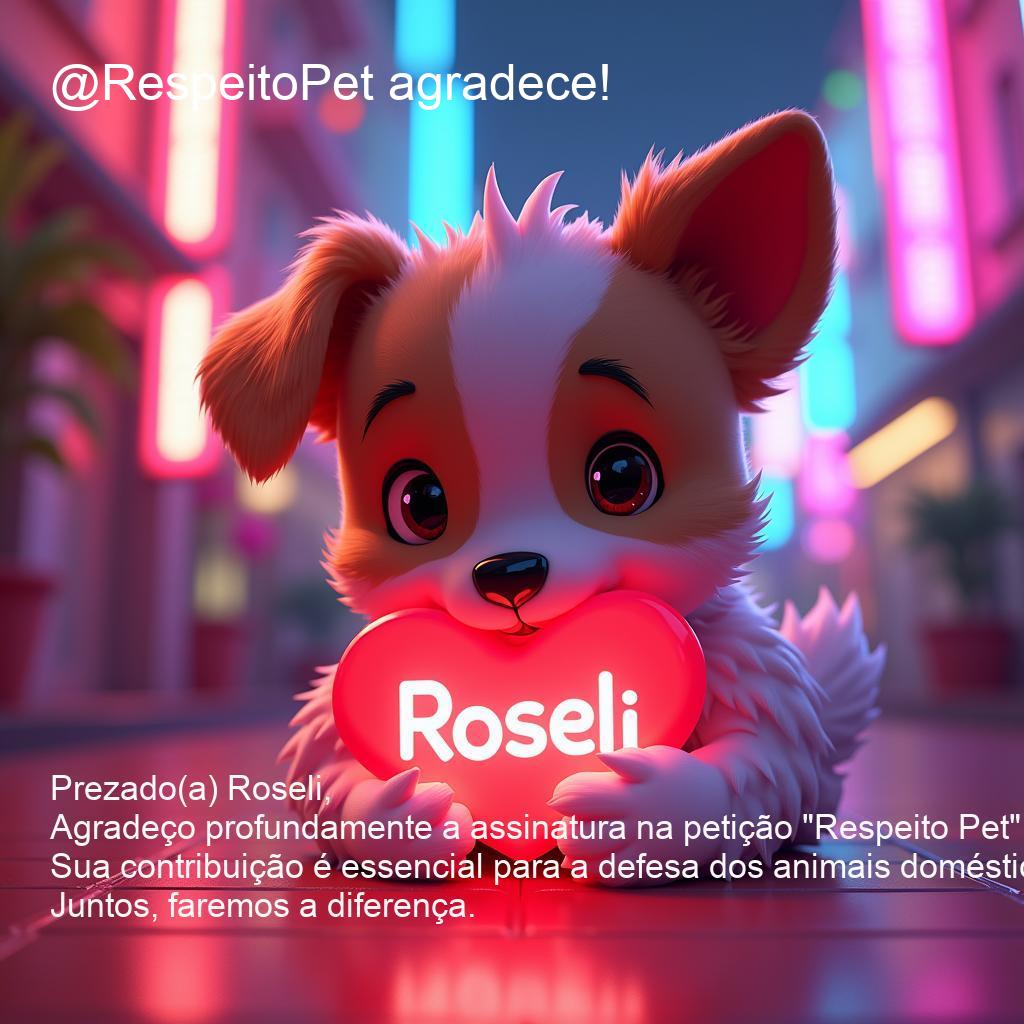 @RespeitoPet agradece!
Roseli
Prezado(a) Roseli,
Agradeço profundamente a assinatura na petição "Respeito Pet"
Sua contribuição é essencial para a defesa dos animais doméstic
Juntos, faremos a diferença.